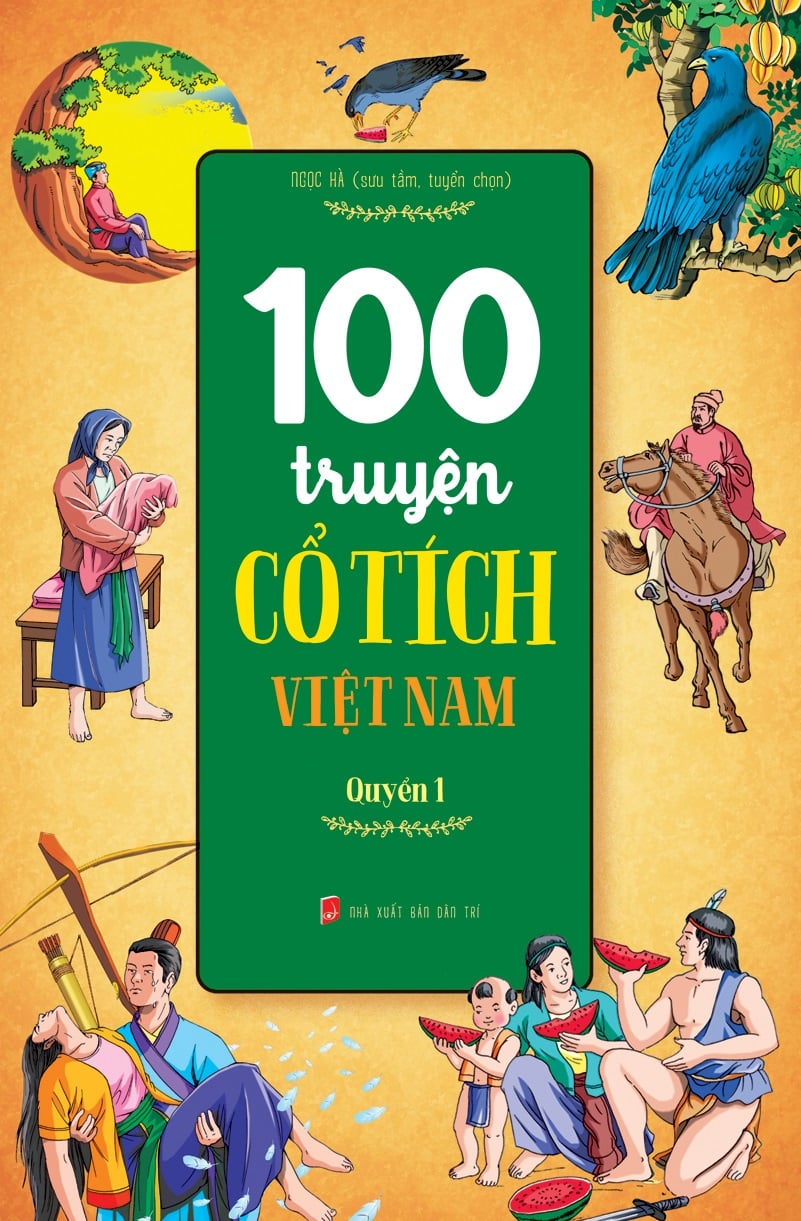 NGỌC HÀ (sưu tầm, tuyển chọn)
100
truyện
CỔ TÍCH
VIỆT NAM
Quyển 1
NHÀ XUẤT BẢN DÂN TRÍ